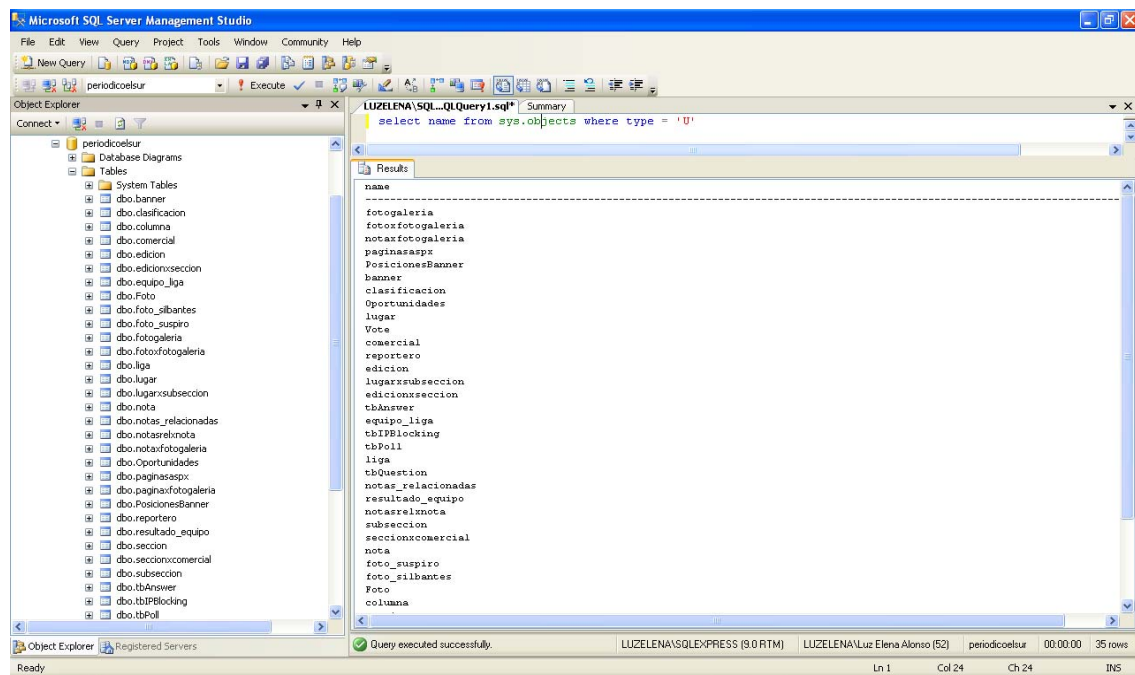 Microsoft SQL Server Management Studio
File Edit View Query Project Tools Window Community Help
New Query
periodicoelsur Execute
Object Explorer
Connect
periodicoelsur
Database Diagrams
Tables
System Tables
dbo.banner
dbo.clasificacion
dbo.columna
dbo.comercial
dbo.edicion
dbo.edicionxseccion
dbo.equipo_liga
dbo.Foto
dbo.foto_silbantes
dbo.foto_suspiro
dbo.fotogaleria
dbo.fotoxfotogaleria
dbo.liga
dbo.lugar
dbo.lugarxsubseccion
dbo.nota
dbo.notas_relacionadas
dbo.notasrelxnota
dbo.notaxfotogaleria
dbo.Oportunidades
dbo.paginasaspx
dbo.paginaxfotogaleria
dbo.PosicionesBanner
dbo.reportero
dbo.resultado_equipo
dbo.seccion
dbo.seccionxcomercial
dbo.subseccion
dbo.tbAnswer
dbo.tbIPBlocking
dbo.tbPoll
Object Explorer Registered Servers
LUZELENA\SQL...QLQuery1.sql* Summary
select name from sys.objects where type = 'U'
Results
name
fotogaleria
fotoxfotogaleria
notaxfotogaleria
paginasaspx
PosicionesBanner
banner
clasificacion
Oportunidades
lugar
Vote
comercial
reportero
edicion
lugarxsubseccion
edicionxseccion
tbAnswer
equipo_liga
tbIPBlocking
tbPoll
liga
tbQuestion
notas_relacionadas
resultado_equipo
notasrelxnota
subseccion
seccionxcomercial
nota
foto_suspiro
foto_silbantes
Foto
columna
Query executed successfully. LUZELENA\SQLEXPRESS (9.0 RTM) LUZELENA\Luz Elena Alonso (52) periodicoelsur 00:00:00 35 rows
Ready Ln 1 Col 24 Ch 24 INS